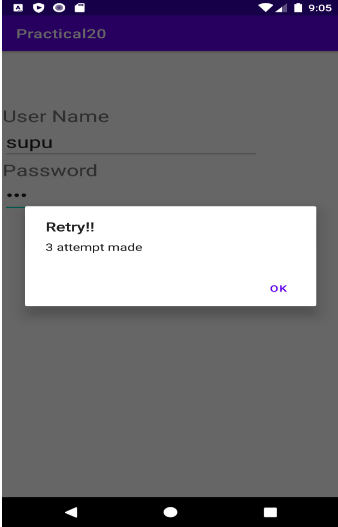 9:05
Practical20
User Name
supu
Password
•••
Retry!!
3 attempt made
OK